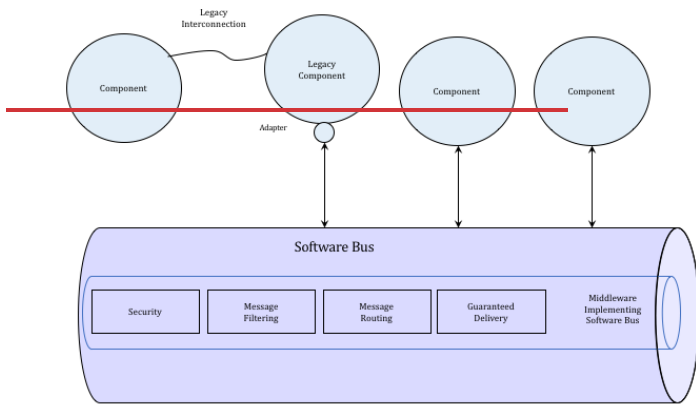 Legacy
Interconnection
Component
Legacy
Component
Component
Component
Adapter
Software Bus
Security
Message
Filtering
Message
Routing
Guaranteed
Delivery
Middleware
Implementing
Software Bus